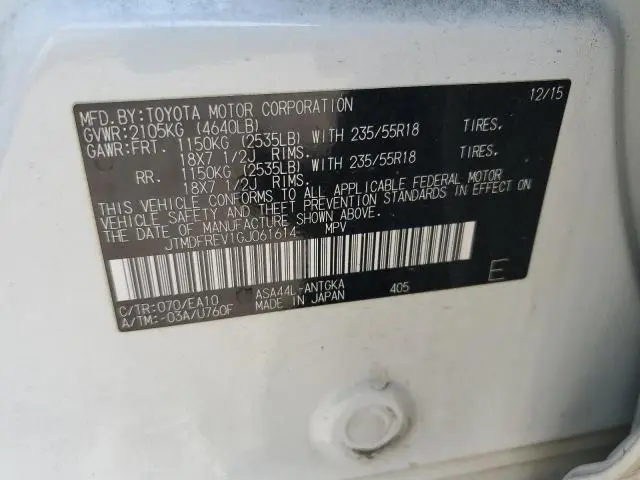 12/15
MFD.BY:TOYOTA MOTOR CORPORATION
GVWR:2105KG (4640LB)
GAWR:FRT. 1150KG (2535LB) WITH 235/55R18 TIRES.
18X7 1/2J RIMS.
RR. 1150KG (2535LB) WITH 235/55R18 TIRES.
18X7 1/2J RIMS.
THIS VEHICLE CONFORMS TO ALL APPLICABLE FEDERAL MOTOR
VEHICLE SAFETY AND THEFT PREVENTION STANDARDS IN EFFECT ON
THE DATE OF MANUFACTURE SHOWN ABOVE.
JTMDFREV1GJ061614 MPV
C/TR:070/EA10 ASA44L-ANTGKA 405 E
A/TM:-03A/U760F MADE IN JAPAN